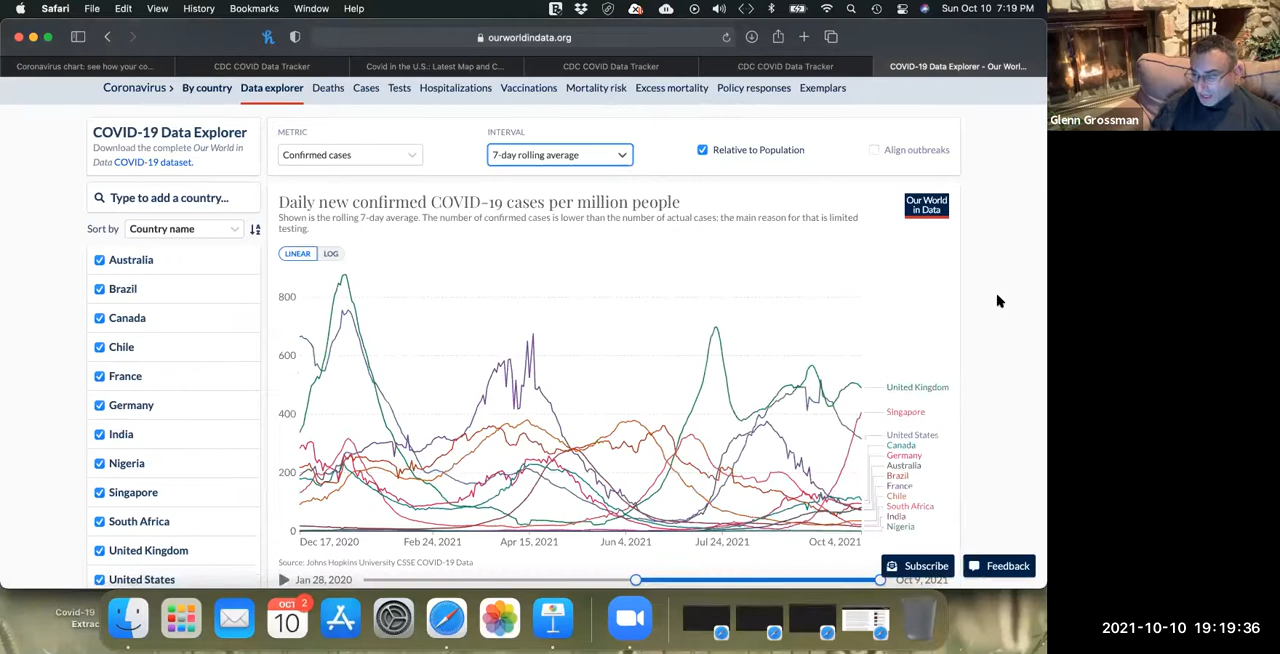 Safari File Edit View History Bookmarks Window Help Sun Oct 10 7:19 PM
ourworldindata.org
Coronavirus chart: see how your co... CDC COVID Data Tracker Covid in the U.S.: Latest Map and C... CDC COVID Data Tracker CDC COVID Data Tracker COVID-19 Data Explorer - Our Worl...
Coronavirus > By country Data explorer Deaths Cases Tests Hospitalizations Vaccinations Mortality risk Excess mortality Policy responses Exemplars
Glenn Grossman
COVID-19 Data Explorer
Download the complete Our World in
Data COVID-19 dataset.
METRIC
Confirmed cases
INTERVAL
7-day rolling average
Relative to Population
Align outbreaks
Type to add a country...
Sort by Country name
Australia
Brazil
Canada
Chile
France
Germany
India
Nigeria
Singapore
South Africa
United Kingdom
United States
Daily new confirmed COVID-19 cases per million people
Shown is the rolling 7-day average. The number of confirmed cases is lower than the number of actual cases; the main reason for that is limited
testing.
Our World
in Data
LINEAR LOG
800
600
400
200
0
Dec 17, 2020 Feb 24, 2021 Apr 15, 2021 Jun 4, 2021 Jul 24, 2021 Oct 4, 2021
United Kingdom
Singapore
United States
Canada
Germany
Australia
Brazil
France
Chile
South Africa
India
Nigeria
Source: Johns Hopkins University CSSE COVID-19 Data
Jan 28, 2020 Oct 9, 2021
Subscribe Feedback
Covid-19
Extrac
OCT 2
10
2021-10-10 19:19:36